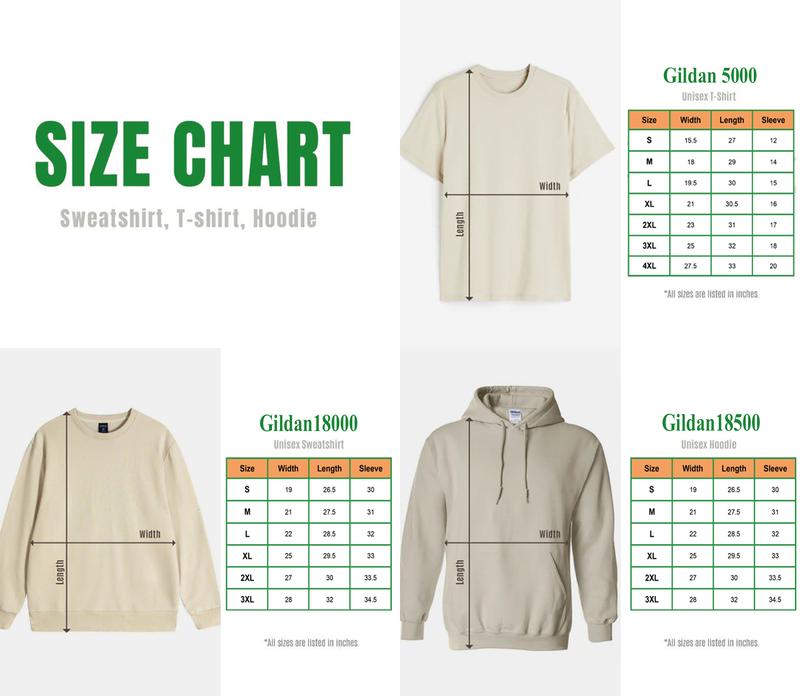 SIZE CHART
Sweatshirt, T-shirt, Hoodie
Width
Length
Gildan 5000
Unisex T-Shirt
Size Width Length Sleeve
S 15.5 27 12
M 18 29 14
L 19.5 30 15
XL 21 30.5 16
2XL 23 31 17
3XL 25 32 18
4XL 27.5 33 20
*All sizes are listed in inches.
Width
Length
Gildan18000
Unisex Sweatshirt
Size Width Length Sleeve
S 19 26.5 30
M 21 27.5 31
L 22 28.5 32
XL 25 29.5 33
2XL 27 30 33.5
3XL 28 32 34.5
*All sizes are listed in inches.
Width
Length
Gildan18500
Unisex Hoodie
Size Width Length Sleeve
S 19 26.5 30
M 21 27.5 31
L 22 28.5 32
XL 25 29.5 33
2XL 27 30 33.5
3XL 28 32 34.5
*All sizes are listed in inches.